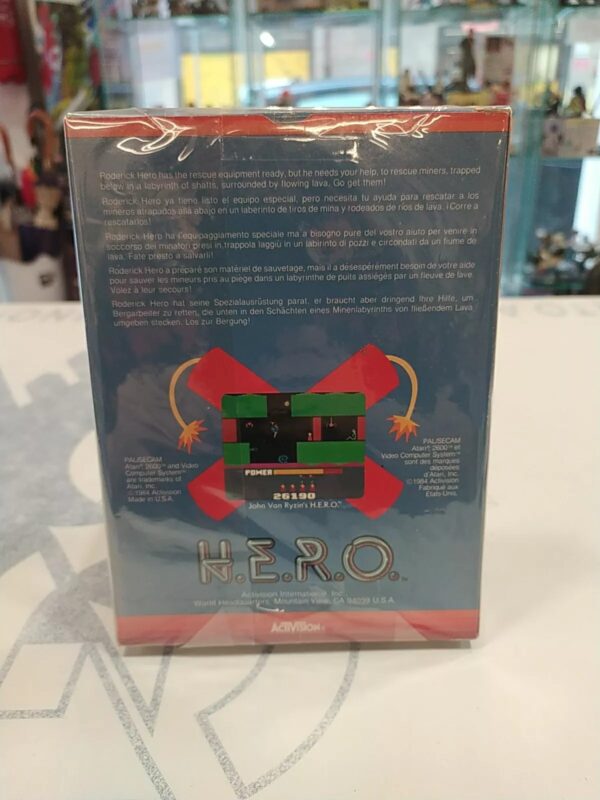 Roderick Hero has the rescue equipment ready, but he needs your help, to rescue miners, trapped
below in a labyrinth of shafts, surrounded by flowing lava. Go get them!
Roderick Hero ya tiene listo el equipo especial, pero necesita tu ayuda para rescatar a los
mineros atrapados alla abajo en un laberinto de tiros de mina y rodeados de rios de lava. ¡Corre a
rescatarlos!
Roderick Hero ha l'equipaggiamento speciale ma a bisogno pure del vostro aiuto per venire in
soccorso dei minatori presi in trappola laggiù in un labirinto di pozzi e circondati da un fiume de
lava. Fate presto a salvarli!
Roderick Hero a préparé son matériel de sauvetage, mais il a désespérément besoin de votre aide
pour sauver les mineurs pris au piège dans un labyrinthe de puits assiégés par un fleuve de lave.
Volez à leur secours!
Roderick Hero hat seine Spezialausrüstung parat, er braucht aber dringend Ihre Hilfe, um
Bergarbeiter zu retten, die unten in den Schächten eines Minenlabyrinths von fließendem Lava
umgeben stecken. Los zur Bergung!
PAL/SECAM
Atari® 2600™ and Video
Computer System™
are trademarks of
Atari, Inc.
© 1984 Activision
Made in U.S.A.
PAL/SECAM
Atari® 2600™ et
Video Computer System™
sont des marques
déposées
d'Atari, Inc.
© 1984 Activision
Fabriqué aux
Etats-Unis.
POWER
26190
John Van Ryzin's H.E.R.O.™
H.E.R.O.™
Activision International, Inc.
World Headquarters, Mountain View, CA 94039 U.S.A.
ACTIVISION®